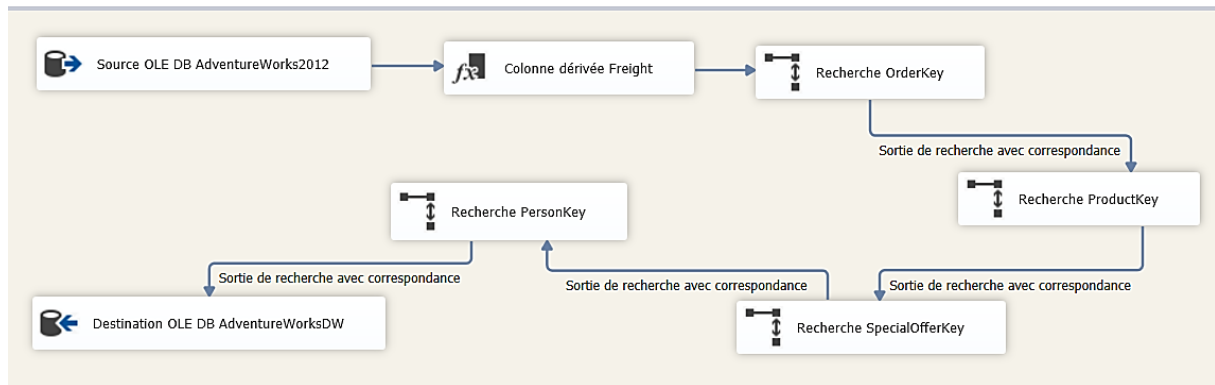 Source OLE DB AdventureWorks2012
Colonne dérivée Freight
Recherche OrderKey
Sortie de recherche avec correspondance
Recherche ProductKey
Sortie de recherche avec correspondance
Recherche SpecialOfferKey
Sortie de recherche avec correspondance
Recherche PersonKey
Sortie de recherche avec correspondance
Destination OLE DB AdventureWorksDW